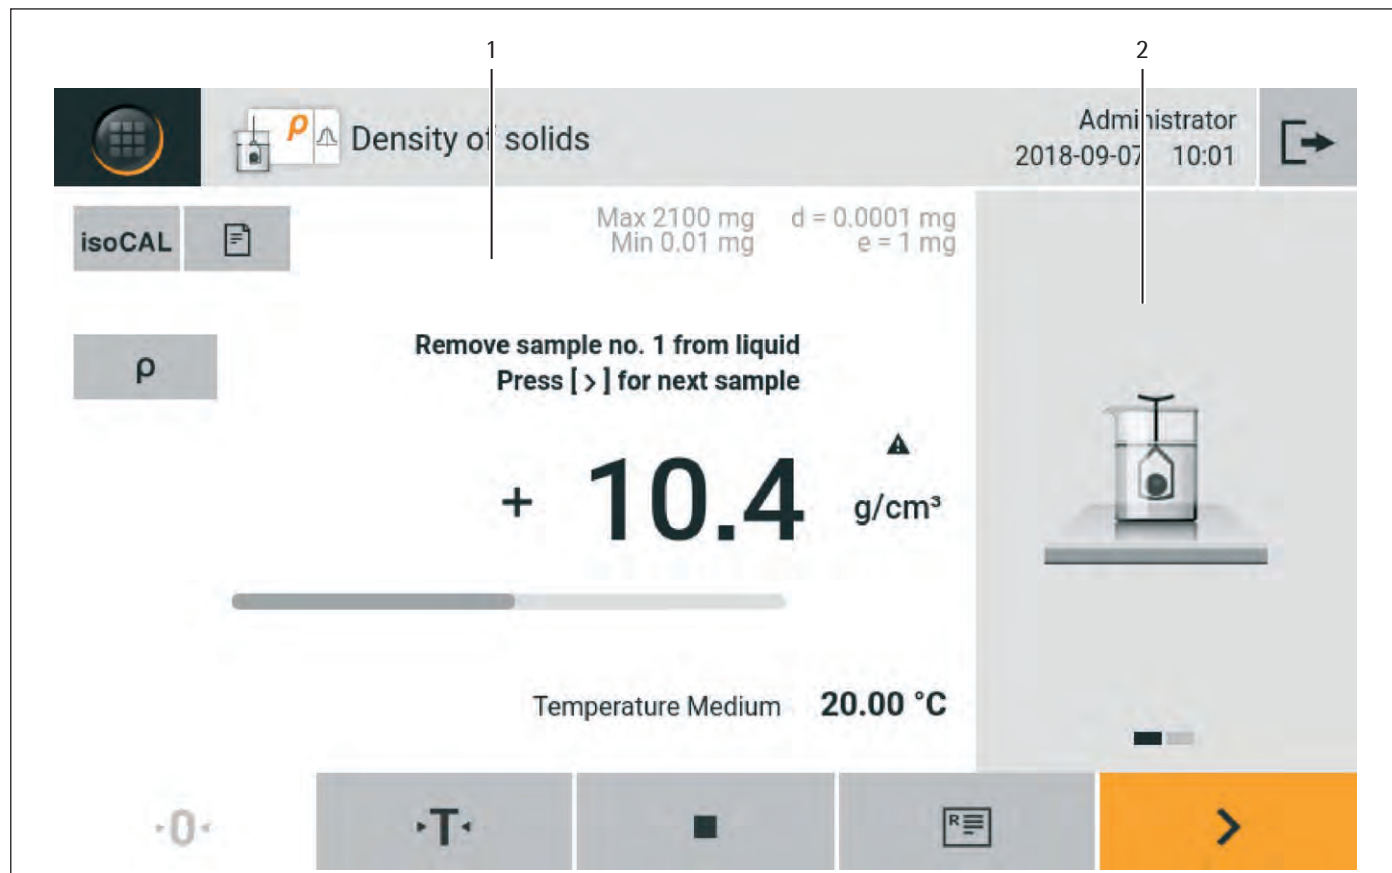 1 2
ρ Density of solids
Administrator
2018-09-07 10:01
isoCAL
Max 2100 mg d = 0.0001 mg
Min 0.01 mg e = 1 mg
ρ
Remove sample no. 1 from liquid
Press [ > ] for next sample
+ 10.4 g/cm³
Temperature Medium 20.00 °C
0 T R >